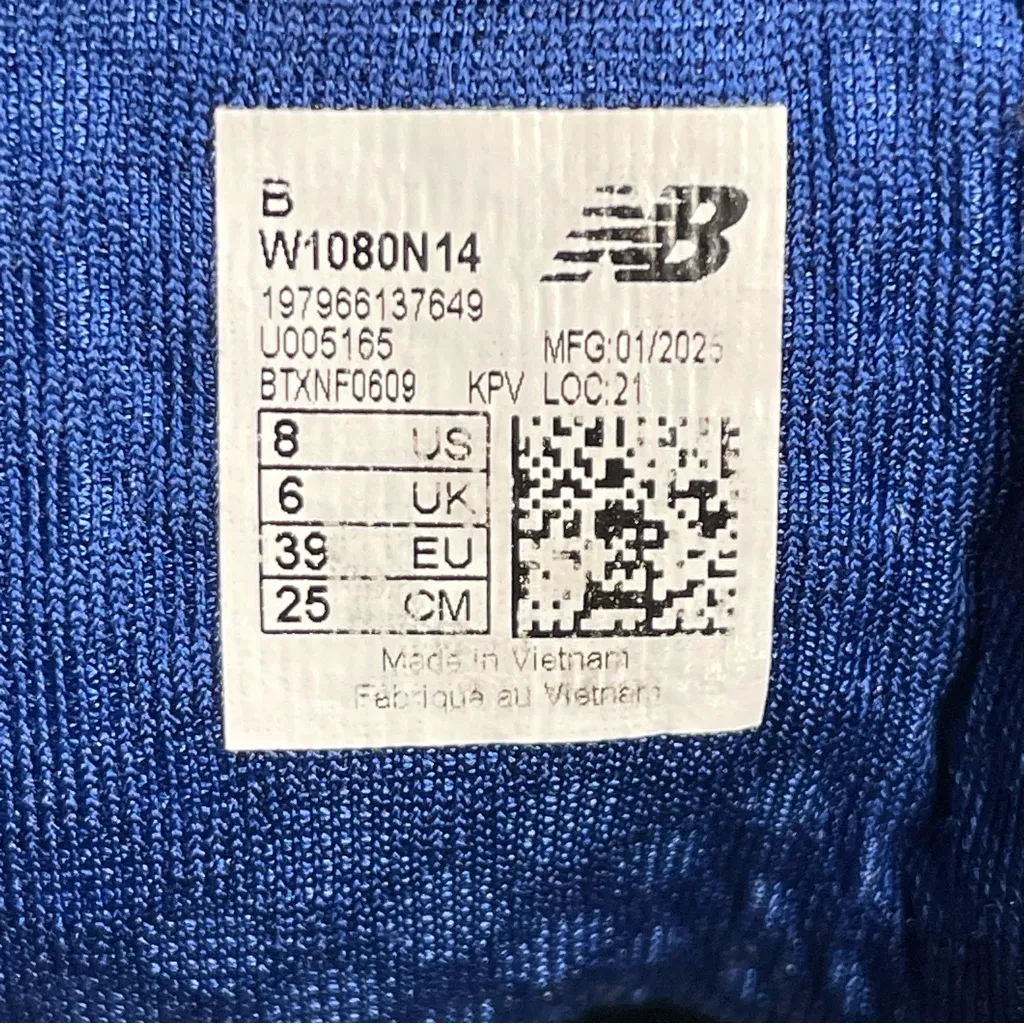 B
W1080N14
NB
197966137649
U005165 MFG:01/2025
BTXNF0609 KPV LOC:21
8 US
6 UK
39 EU
25 CM
Made in Vietnam
Fabriqué au Vietnam